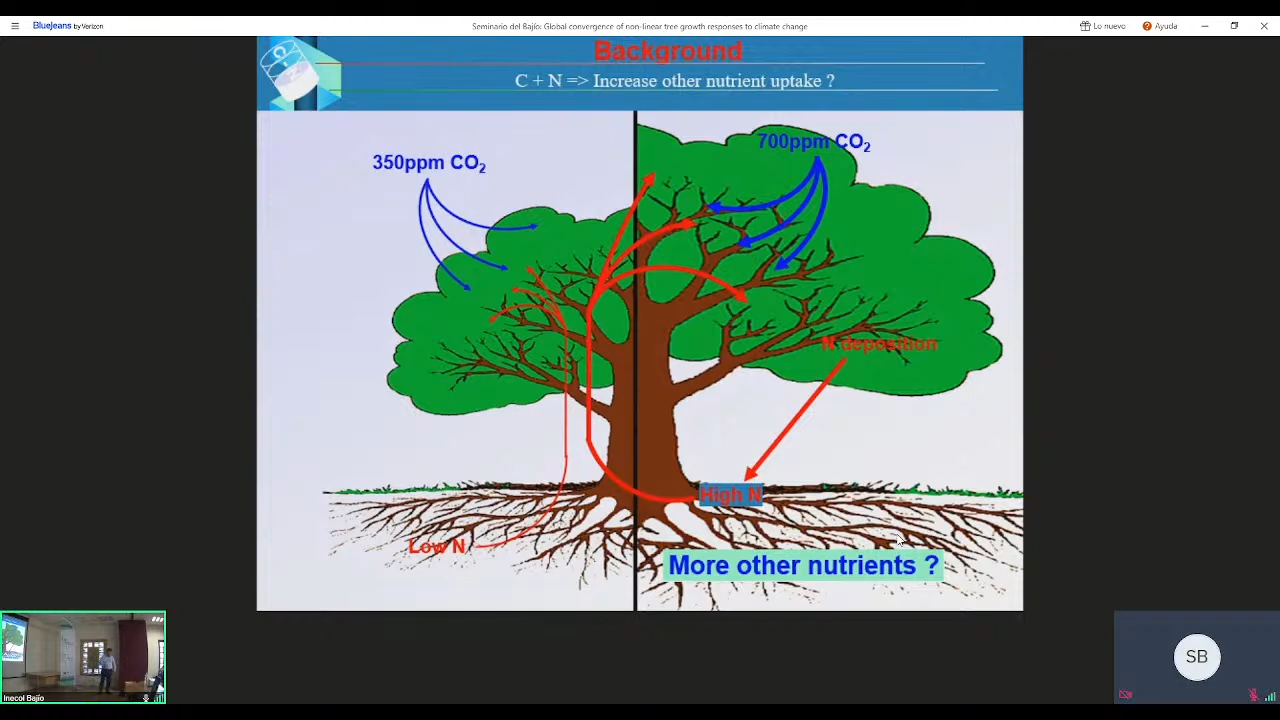 BlueJeans by Verizon
Seminario del Bajío: Global convergence of non-linear tree growth responses to climate change
Lo nuevo
Ayuda
Background
C + N => Increase other nutrient uptake ?
350ppm CO₂
700ppm CO₂
N deposition
High N
Low N
More other nutrients ?
Inecol Bajío
SB